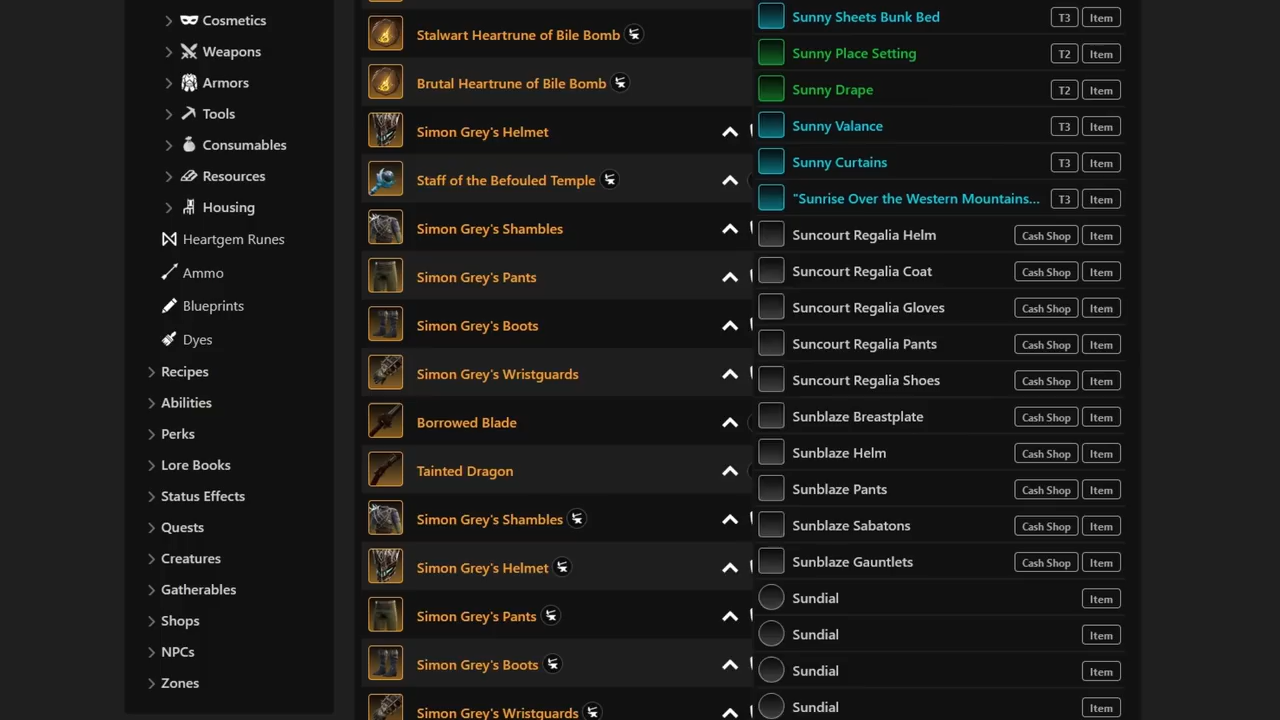 Cosmetics
Weapons
Armors
Tools
Consumables
Resources
Housing
Heartgem Runes
Ammo
Blueprints
Dyes
Recipes
Abilities
Perks
Lore Books
Status Effects
Quests
Creatures
Gatherables
Shops
NPCs
Zones
Stalwart Heartrune of Bile Bomb
Brutal Heartrune of Bile Bomb
Simon Grey's Helmet
Staff of the Befouled Temple
Simon Grey's Shambles
Simon Grey's Pants
Simon Grey's Boots
Simon Grey's Wristguards
Borrowed Blade
Tainted Dragon
Simon Grey's Shambles
Simon Grey's Helmet
Simon Grey's Pants
Simon Grey's Boots
Simon Grey's Wristguards
Sunny Sheets Bunk Bed T3 Item
Sunny Place Setting T2 Item
Sunny Drape T2 Item
Sunny Valance T3 Item
Sunny Curtains T3 Item
"Sunrise Over the Western Mountains... T3 Item
Suncourt Regalia Helm Cash Shop Item
Suncourt Regalia Coat Cash Shop Item
Suncourt Regalia Gloves Cash Shop Item
Suncourt Regalia Pants Cash Shop Item
Suncourt Regalia Shoes Cash Shop Item
Sunblaze Breastplate Cash Shop Item
Sunblaze Helm Cash Shop Item
Sunblaze Pants Cash Shop Item
Sunblaze Sabatons Cash Shop Item
Sunblaze Gauntlets Cash Shop Item
Sundial Item
Sundial Item
Sundial Item
Sundial Item